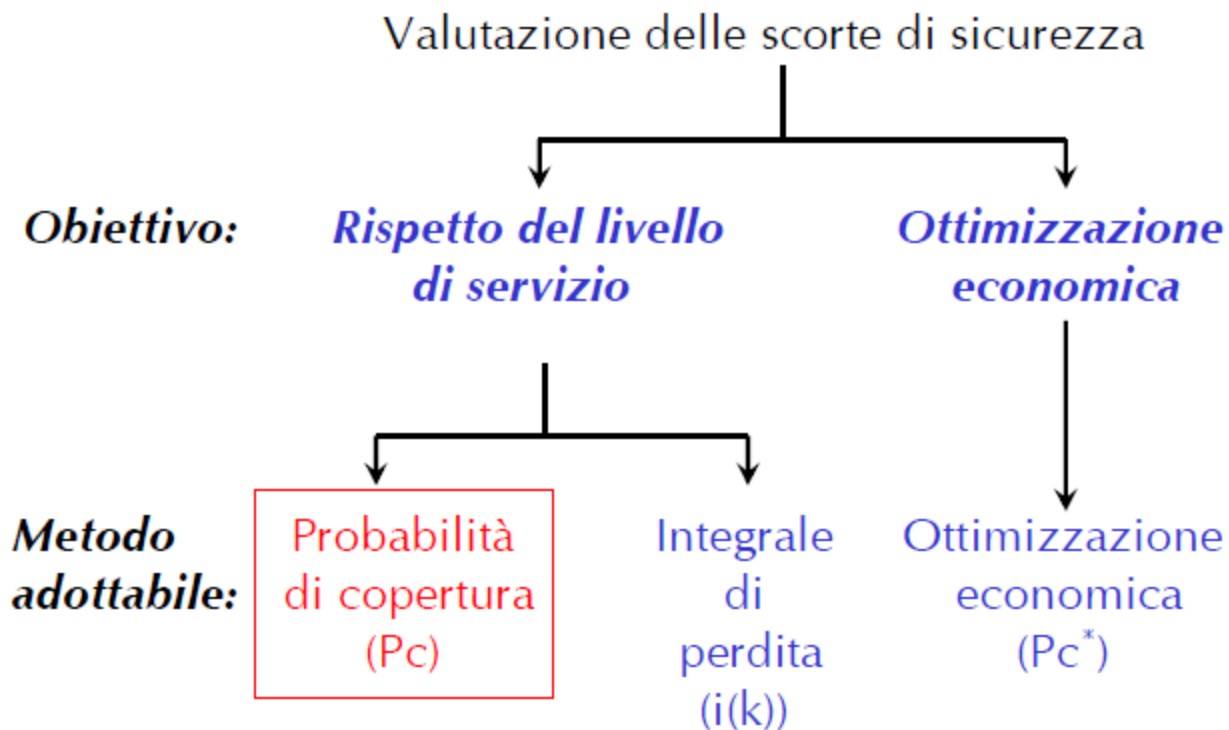 Valutazione delle scorte di sicurezza
Obiettivo:
Rispetto del livello
di servizio
Ottimizzazione
economica
Metodo
adottabile:
Probabilità
di copertura
(Pc)
Integrale
di
perdita
(i(k))
Ottimizzazione
economica
(Pc*)